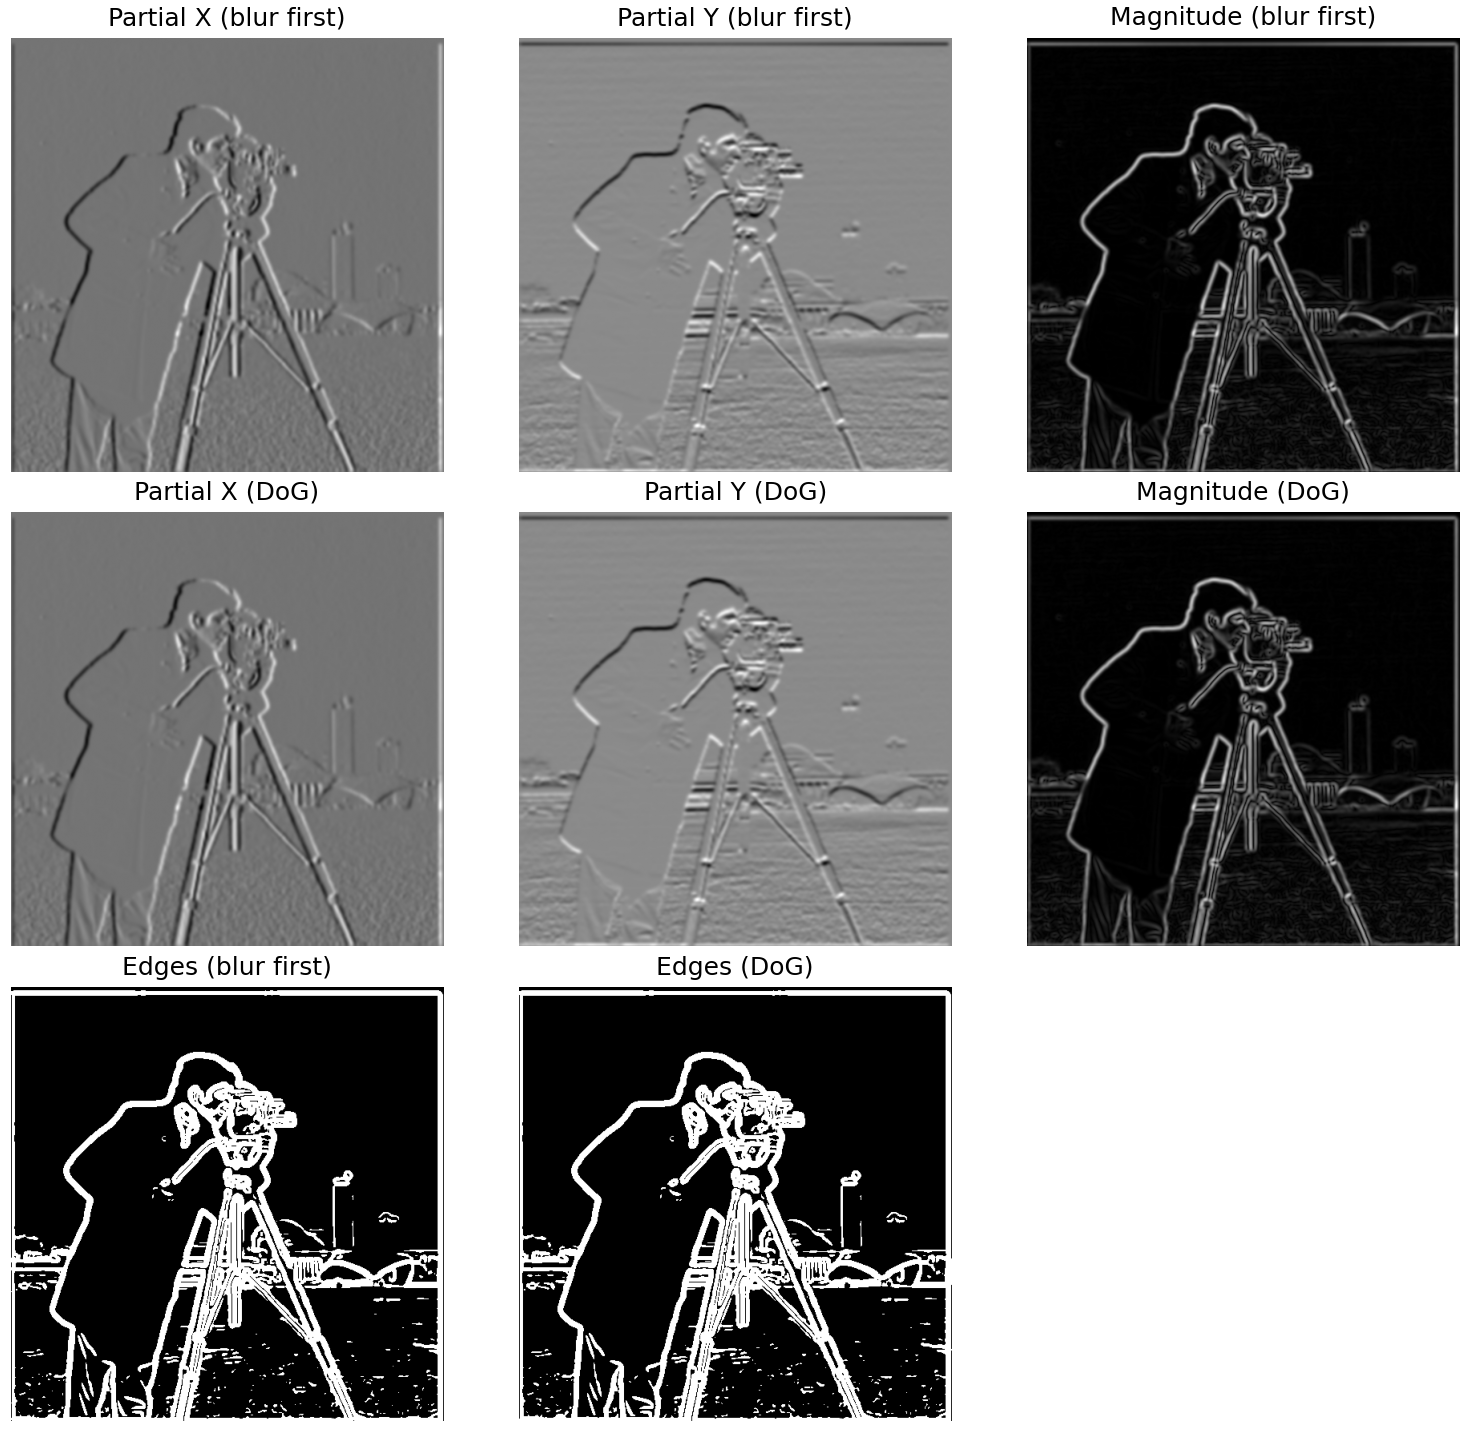 Partial X (blur first)
Partial Y (blur first)
Magnitude (blur first)
Partial X (DoG)
Partial Y (DoG)
Magnitude (DoG)
Edges (blur first)
Edges (DoG)